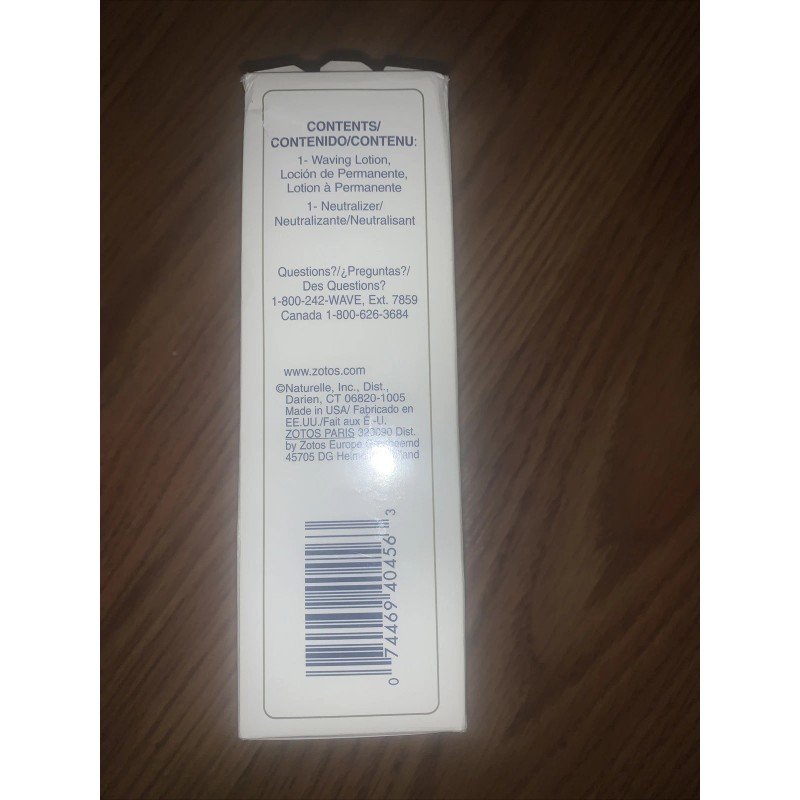 CONTENTS/
CONTENIDO/CONTENU:
1- Waving Lotion,
Loción de Permanente,
Lotion à Permanente
1- Neutralizer/
Neutralizante/Neutralisant
Questions?/¿Preguntas?/
Des Questions?
1-800-242-WAVE, Ext. 7859
Canada 1-800-626-3684
www.zotos.com
©Naturelle, Inc., Dist.,
Darien, CT 06820-1005
Made in USA/ Fabricado en
EE.UU./Fait aux É.-U.
ZOTOS PARIS Dist.
by Zotos Europe
45705 DG
0 74469 40456 3